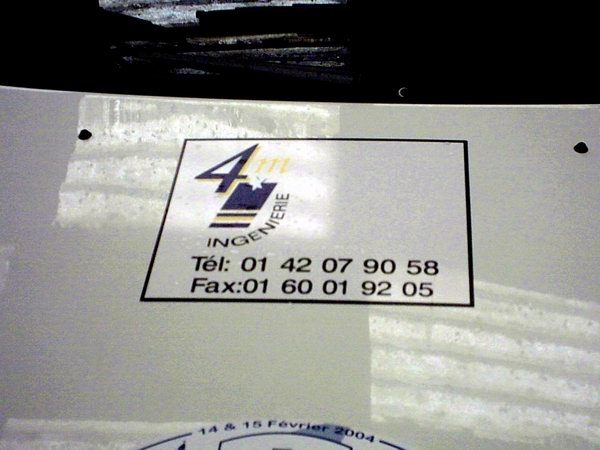 4m
INGENIERIE
Tél: 01 42 07 90 58
Fax:01 60 01 92 05
14 & 15 Février 2004